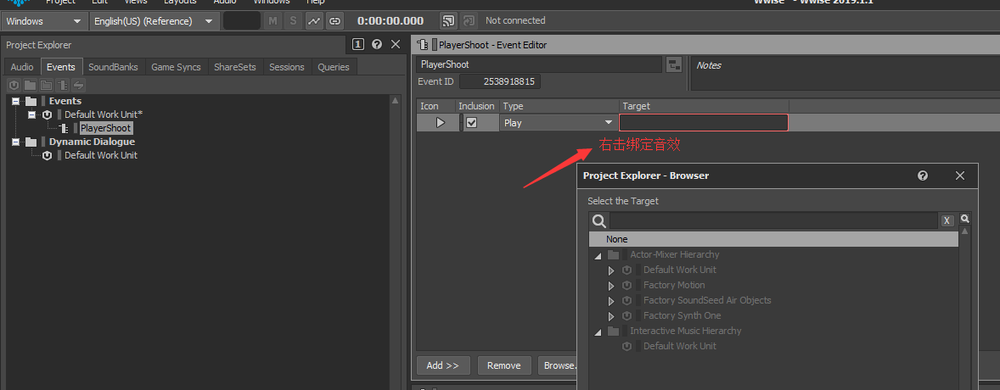 Project Edit Views Layouts Audio Windows Help
Wwise - Wwise 2019.1.1
Windows English(US) (Reference) M S 0:00:00.000 Not connected
Project Explorer 1
Audio Events SoundBanks Game Syncs ShareSets Sessions Queries
Events
Default Work Unit*
PlayerShoot
Dynamic Dialogue
Default Work Unit
PlayerShoot - Event Editor
PlayerShoot
Notes
Event ID 2538918815
Icon Inclusion Type Target
Play
右击绑定音效
Project Explorer - Browser
Select the Target
X
None
Actor-Mixer Hierarchy
Default Work Unit
Factory Motion
Factory SoundSeed Air Objects
Factory Synth One
Interactive Music Hierarchy
Default Work Unit
Add >> Remove Browse.